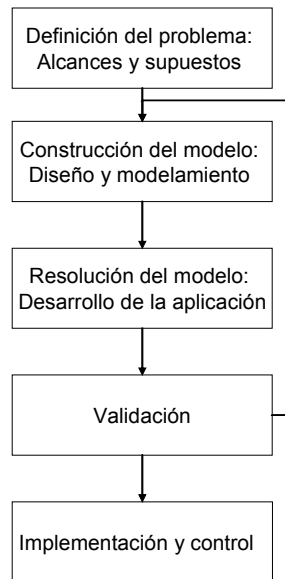 Definición del problema:
Alcances y supuestos
Construcción del modelo:
Diseño y modelamiento
Resolución del modelo:
Desarrollo de la aplicación
Validación
Implementación y control